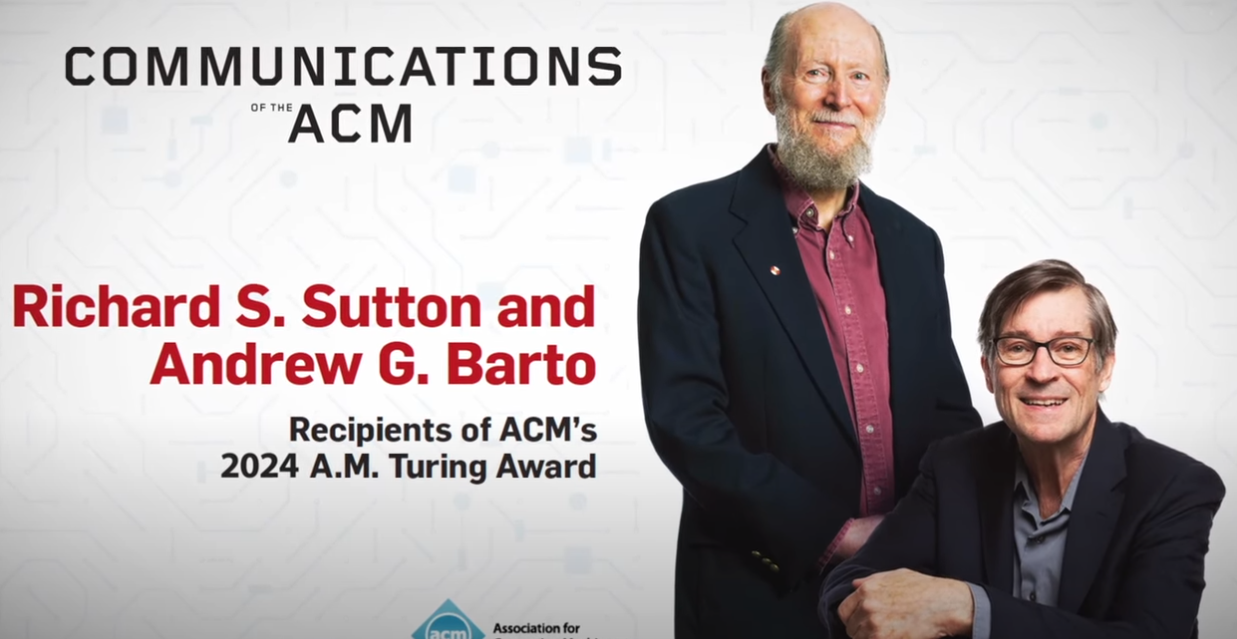 COMMUNICATIONS
OF THE
ACM
Richard S. Sutton and
Andrew G. Barto
Recipients of ACM's
2024 A.M. Turing Award
acm
Association for